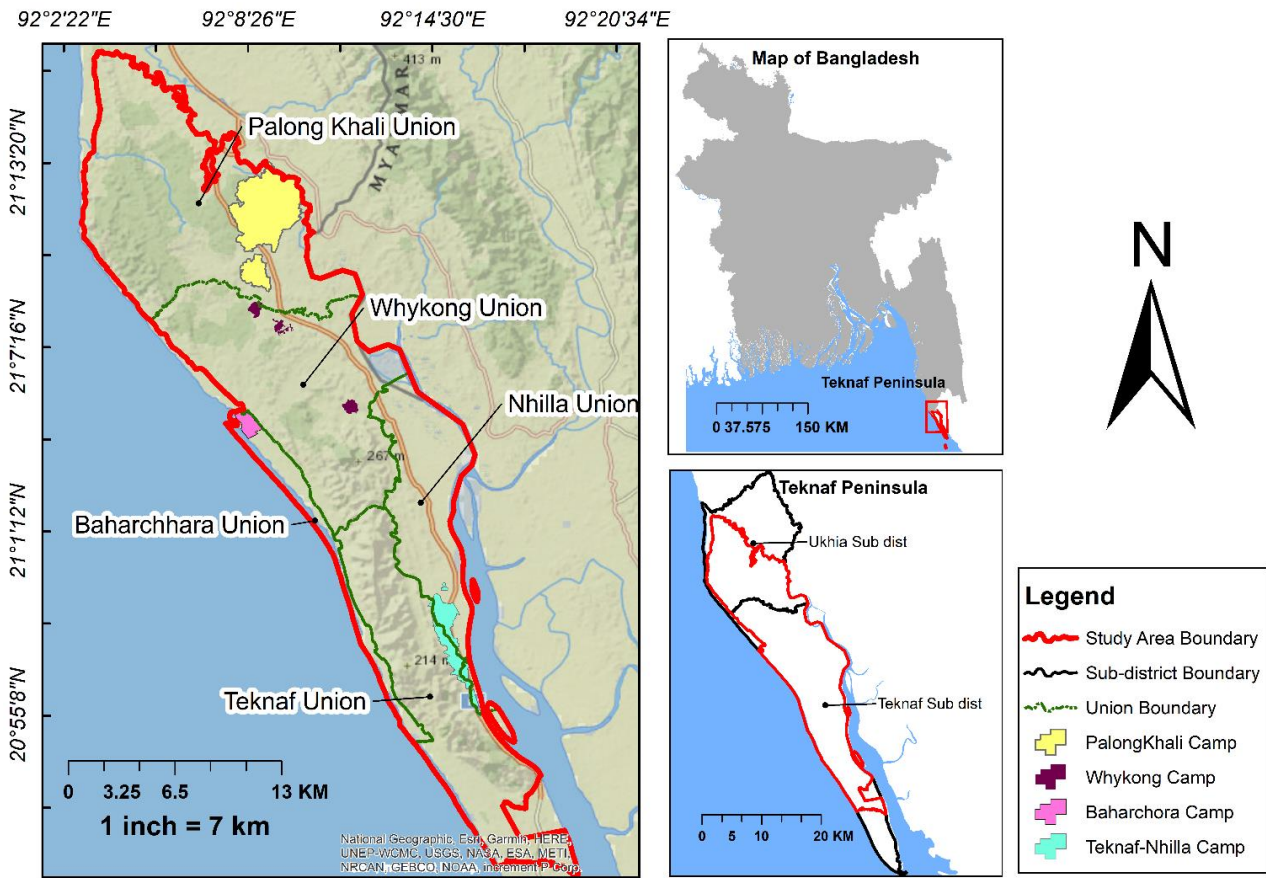 92°2'22"E
92°8'26"E
92°14'30"E
92°20'34"E
21°13'20"N
21°7'16"N
21°1'12"N
20°55'8"N
413 m
MYANMAR
Palong Khali Union
Whykong Union
Nhilla Union
267 m
Baharchhara Union
214 m
Teknaf Union
0 3.25 6.5 13 KM
1 inch = 7 km
National Geographic, Esri, Garmin, HERE,
UNEP-WCMC, USGS, NASA, ESA, METI,
NRCAN, GEBCO, NOAA, increment P Corp.
Map of Bangladesh
Teknaf Peninsula
0 37.575 150 KM
Teknaf Peninsula
Ukhia Sub dist
Teknaf Sub dist
0 5 10 20 KM
N
Legend
Study Area Boundary
Sub-district Boundary
Union Boundary
PalongKhali Camp
Whykong Camp
Baharchora Camp
Teknaf-Nhilla Camp